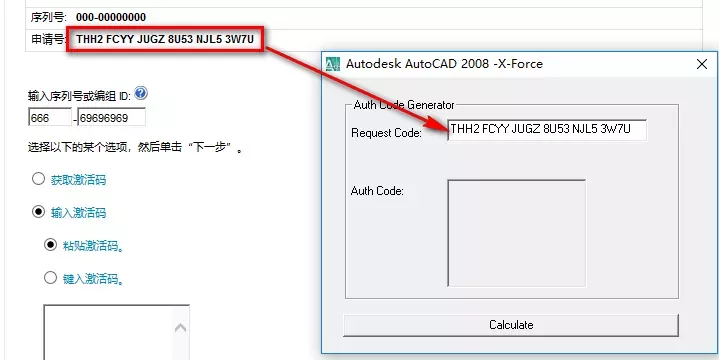 序列号: 000-00000000
申请号: THH2 FCYY JUGZ 8U53 NJL5 3W7U
输入序列号或编组 ID:
666 -69696969
选择以下的某个选项，然后单击“下一步”。
获取激活码
输入激活码
粘贴激活码。
键入激活码。
Autodesk AutoCAD 2008 -X-Force
Auth Code Generator
Request Code: THH2 FCYY JUGZ 8U53 NJL5 3W7U
Auth Code:
Calculate